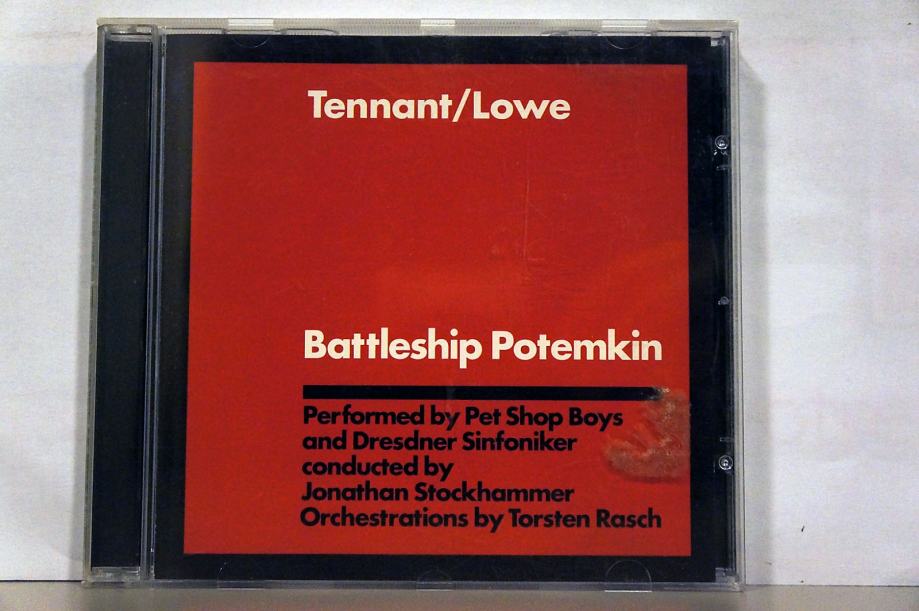 Tennant/Lowe
Battleship Potemkin
Performed by Pet Shop Boys
and Dresdner Sinfoniker
conducted by
Jonathan Stockhammer
Orchestrations by Torsten Rasch